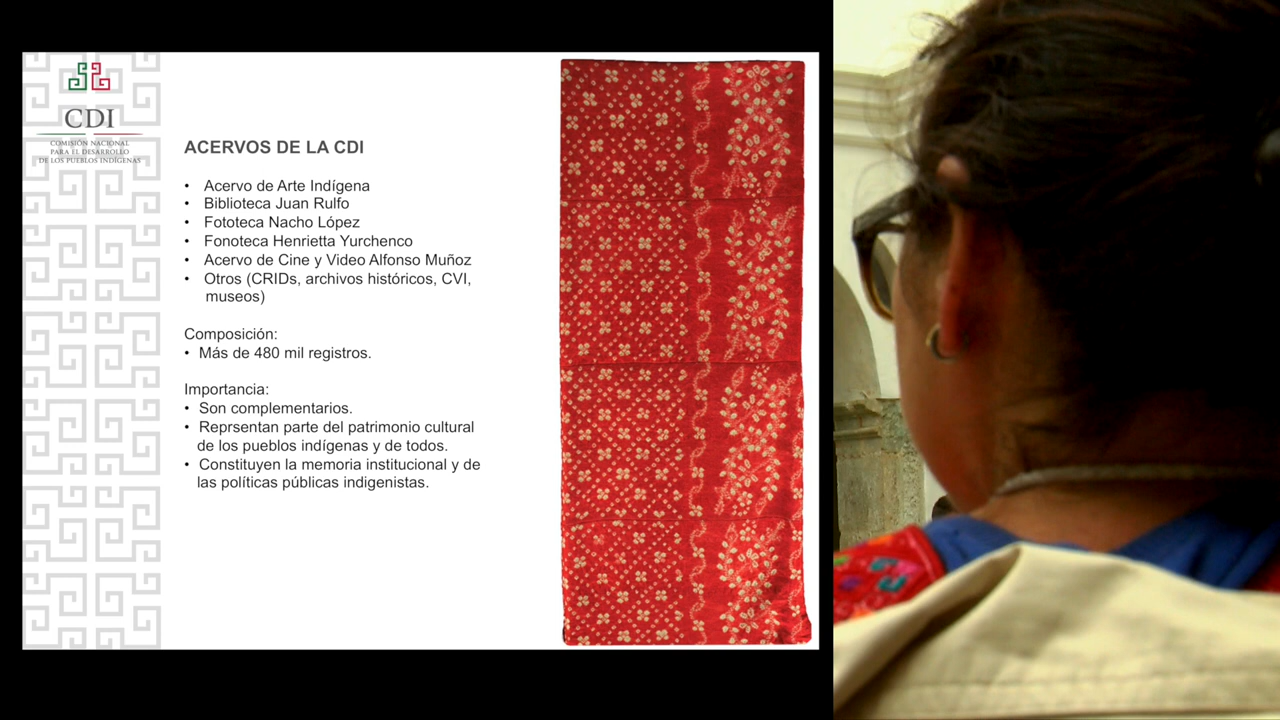 CDI
COMISIÓN NACIONAL
PARA EL DESARROLLO
DE LOS PUEBLOS INDÍGENAS
ACERVOS DE LA CDI
• Acervo de Arte Indígena
• Biblioteca Juan Rulfo
• Fototeca Nacho López
• Fonoteca Henrietta Yurchenco
• Acervo de Cine y Video Alfonso Muñoz
• Otros (CRIDs, archivos históricos, CVI,
museos)
Composición:
• Más de 480 mil registros.
Importancia:
• Son complementarios.
• Reprsentan parte del patrimonio cultural
de los pueblos indígenas y de todos.
• Constituyen la memoria institucional y de
las políticas públicas indigenistas.